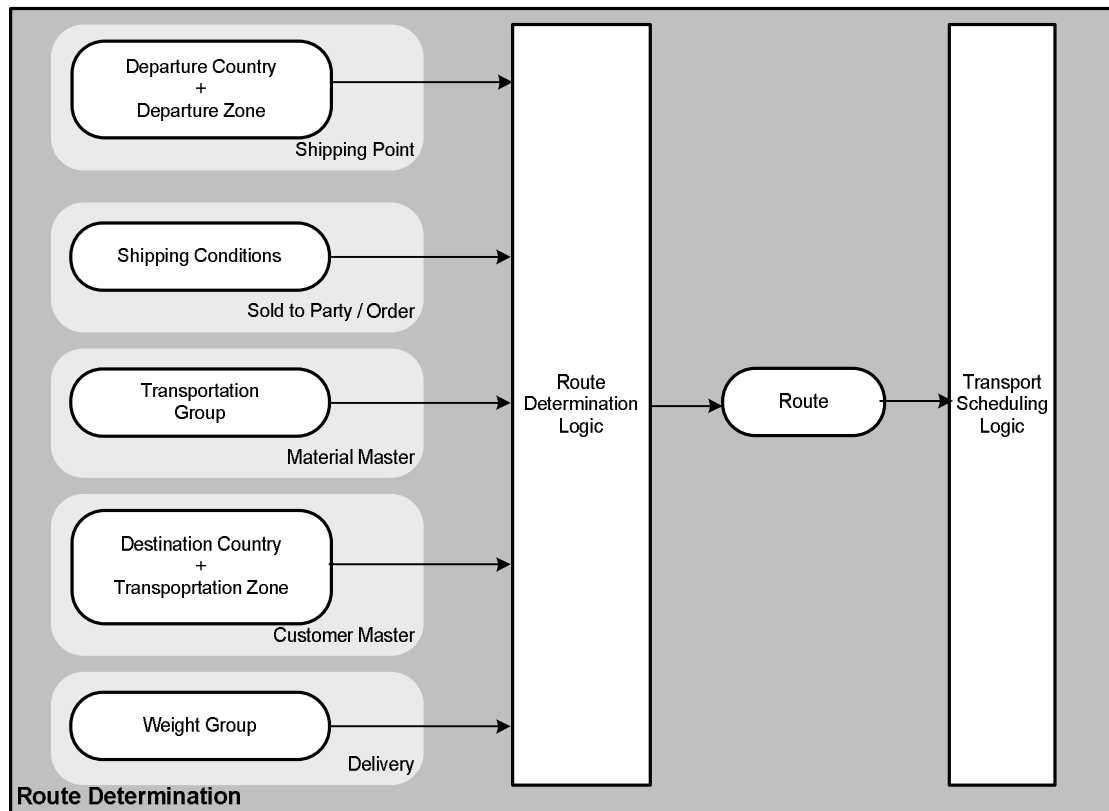 Departure Country
+
Departure Zone
Shipping Point
Shipping Conditions
Sold to Party / Order
Transportation
Group
Material Master
Destination Country
+
Transpoprtation Zone
Customer Master
Weight Group
Delivery
Route
Determination
Logic
Route
Transport
Scheduling
Logic
Route Determination